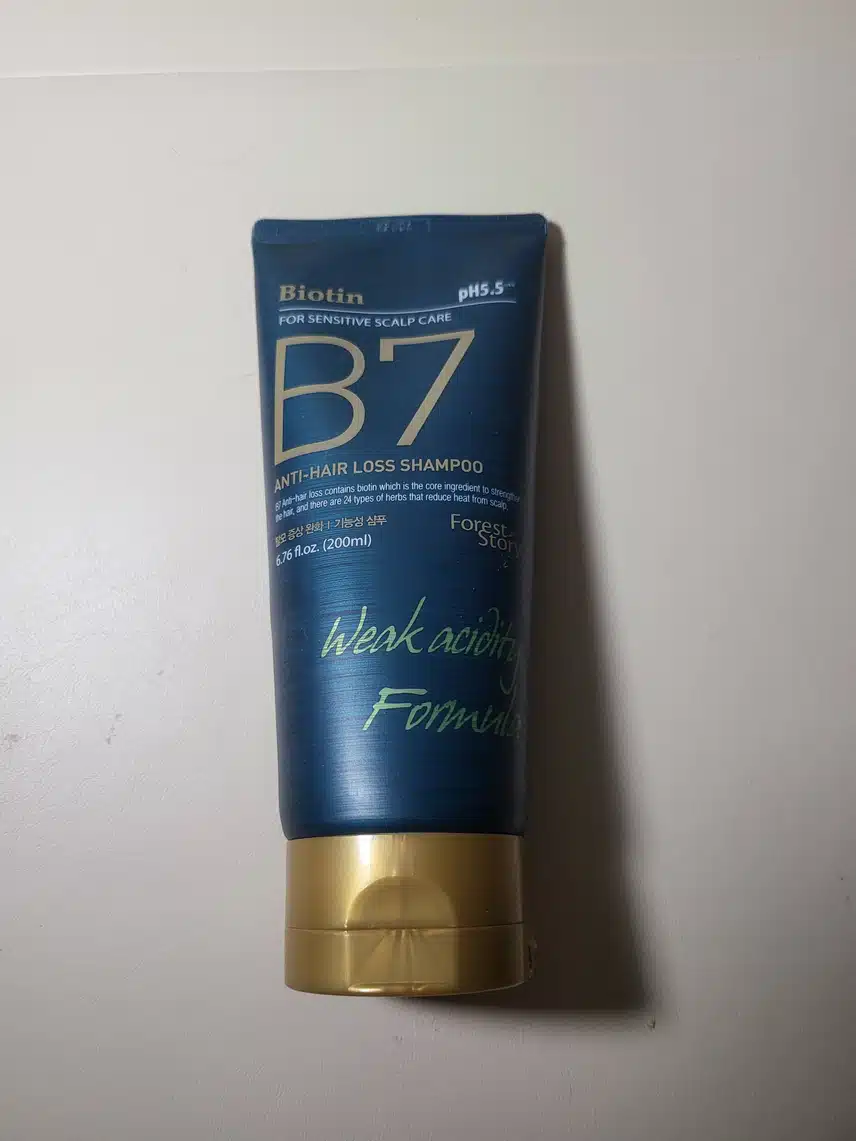 Biotin
pH5.5
FOR SENSITIVE SCALP CARE
B7
ANTI-HAIR LOSS SHAMPOO
B7 Anti-hair loss contains biotin which is the core ingredient to strengthen
the hair, and there are 24 types of herbs that reduce heat from scalp.
탈모 증상 완화 | 기능성 샴푸
6.76 fl.oz. (200ml)
Forest
Story
Weak acidity
Formula